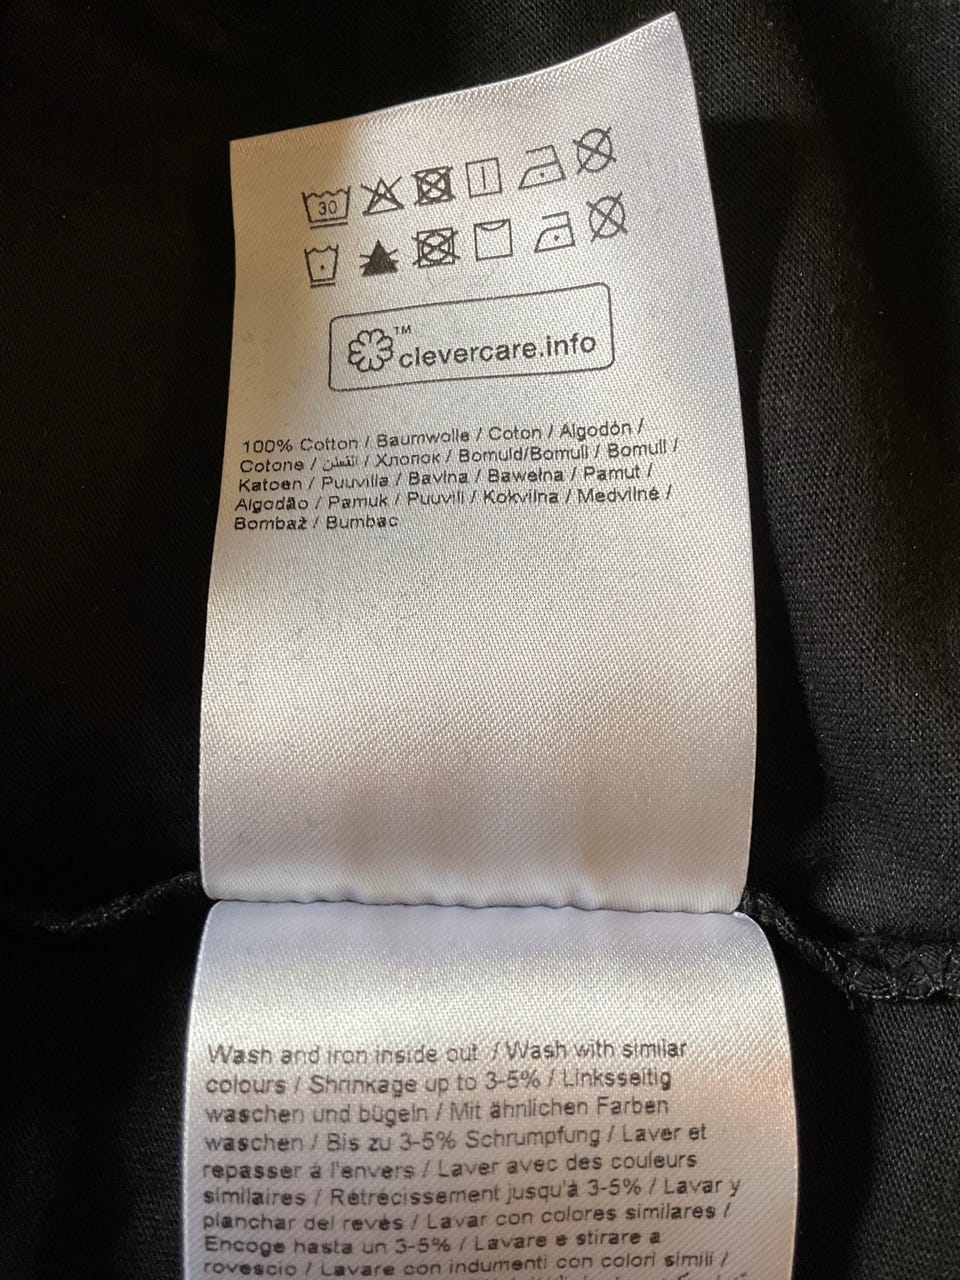 30
TM
clevercare.info
100% Cotton / Baumwolle / Coton / Algodón /
Cotone / القطن / Хлопок / Bomuld/Bomull / Bomull /
Katoen / Puuvilla / Bavlna / Bawełna / Pamut /
Algodão / Pamuk / Puuvill / Kokvilna / Medvilnė /
Bombaž / Bumbac
Wash and iron inside out / Wash with similar
colours / Shrinkage up to 3-5% / Linksseitig
waschen und bügeln / Mit ähnlichen Farben
waschen / Bis zu 3-5% Schrumpfung / Laver et
repasser à l'envers / Laver avec des couleurs
similaires / Rétrécissement jusqu'à 3-5% / Lavar y
planchar del revés / Lavar con colores similares /
Encoge hasta un 3-5% / Lavare e stirare a
rovescio / Lavare con indumenti con colori simili /